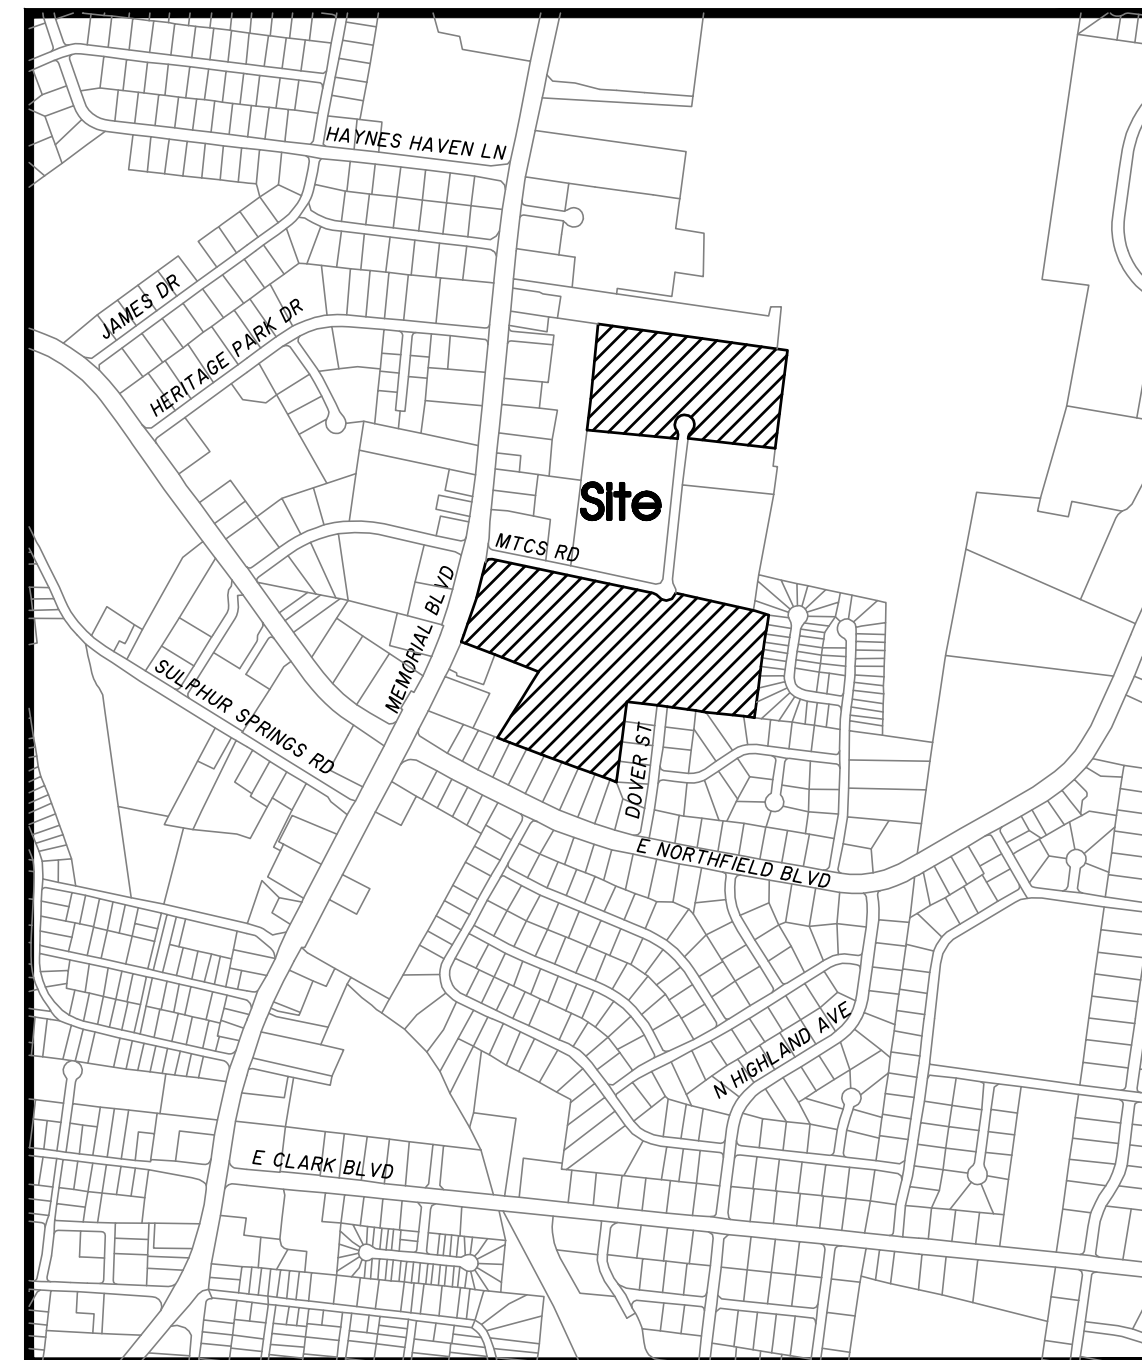 HAYNES HAVEN LN
JAMES DR
HERITAGE PARK DR
Site
MTCS RD
MEMORIAL BLVD
SULPHUR SPRINGS RD
DOVER ST
E NORTHFIELD BLVD
N HIGHLAND AVE
E CLARK BLVD